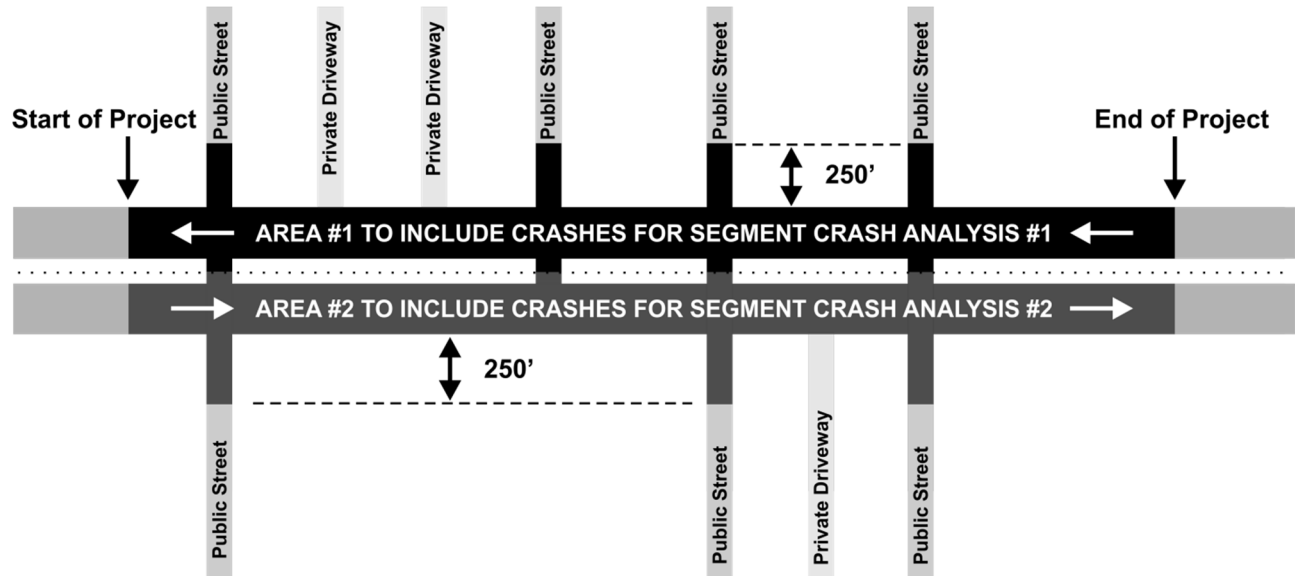 Public Street
Private Driveway
Private Driveway
Public Street
Public Street
Public Street
Start of Project
End of Project
250’
AREA #1 TO INCLUDE CRASHES FOR SEGMENT CRASH ANALYSIS #1
AREA #2 TO INCLUDE CRASHES FOR SEGMENT CRASH ANALYSIS #2
250’
Public Street
Public Street
Private Driveway
Public Street